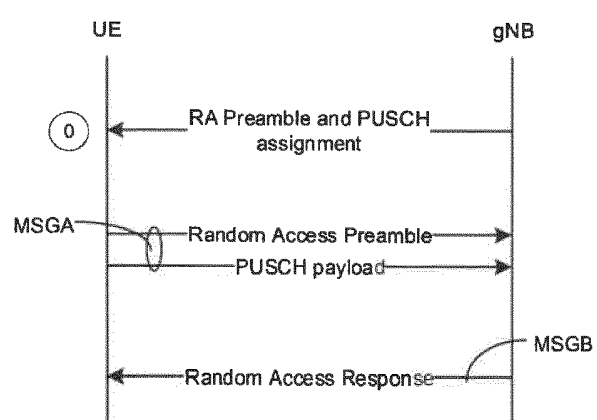 UE
gNB
0
RA Preamble and PUSCH
assignment
MSGA
Random Access Preamble
PUSCH payload
MSGB
Random Access Response